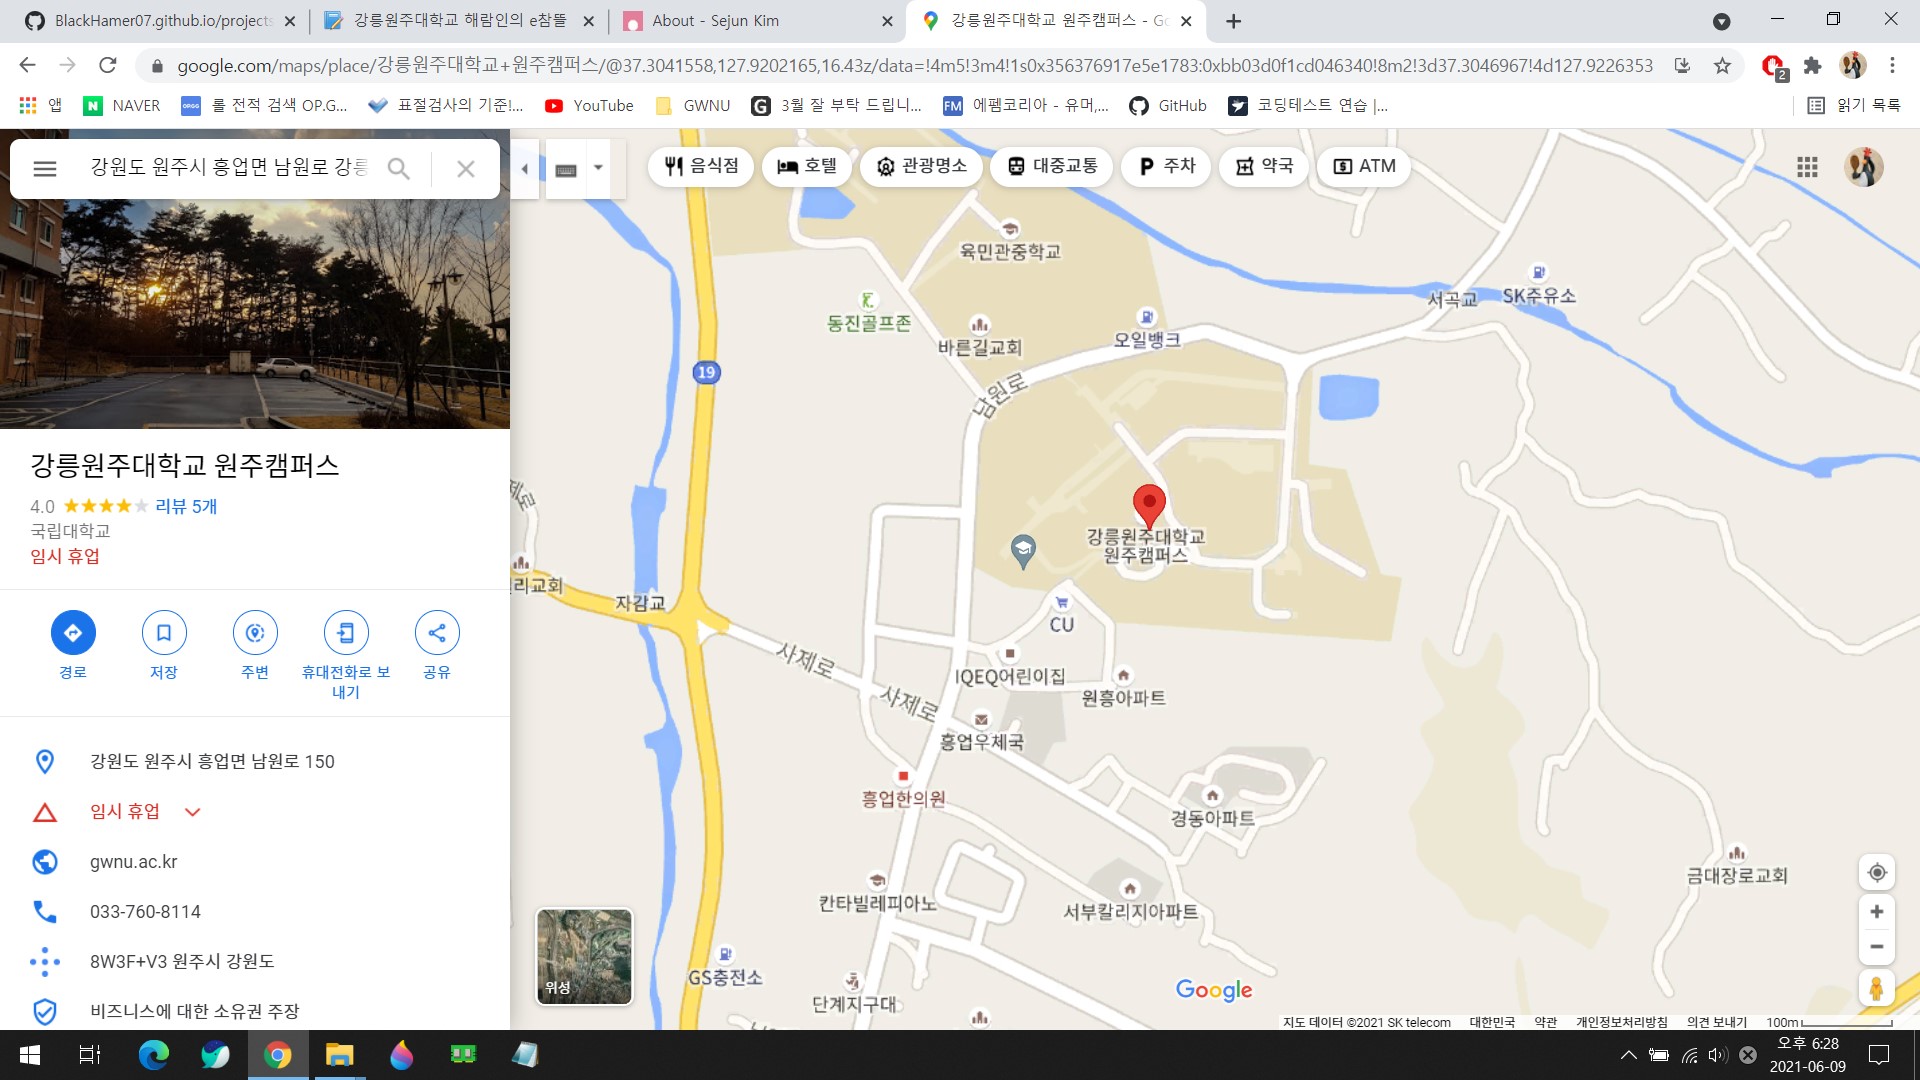 BlackHamer07.github.io/projects
강릉원주대학교 해람인의 e참뜰
About - Sejun Kim
강릉원주대학교 원주캠퍼스 - Go
google.com/maps/place/강릉원주대학교+원주캠퍼스/@37.3041558,127.9202165,16.43z/data=!4m5!3m4!1s0x356376917e5e1783:0xbb03d0f1cd046340!8m2!3d37.3046967!4d127.9226353
2
앱
NAVER
롤 전적 검색 OP.G...
표절검사의 기준!...
YouTube
GWNU
3월 잘 부탁 드립니...
에펨코리아 - 유머,...
GitHub
코딩테스트 연습 |...
읽기 목록
강원도 원주시 흥업면 남원로 강릉
음식점
호텔
관광명소
대중교통
주차
약국
ATM
강릉원주대학교 원주캠퍼스
4.0
리뷰 5개
국립대학교
임시 휴업
경로
저장
주변
휴대전화로 보
내기
공유
강원도 원주시 흥업면 남원로 150
임시 휴업
gwnu.ac.kr
033-760-8114
8W3F+V3 원주시 강원도
비즈니스에 대한 소유권 주장
육민관중학교
동진골프존
바른길교회
오일뱅크
서곡교
SK주유소
19
남원로
강릉원주대학교
원주캠퍼스
리교회
자감교
CU
사제로
IQEQ어린이집
원흥아파트
사제로
흥업우체국
흥업한의원
경동아파트
칸타빌레피아노
서부칼리지아파트
금대장로교회
GS충전소
단계지구대
위성
Google
지도 데이터 ©2021 SK telecom
대한민국
약관
개인정보처리방침
의견 보내기
100m
오후 6:28
2021-06-09